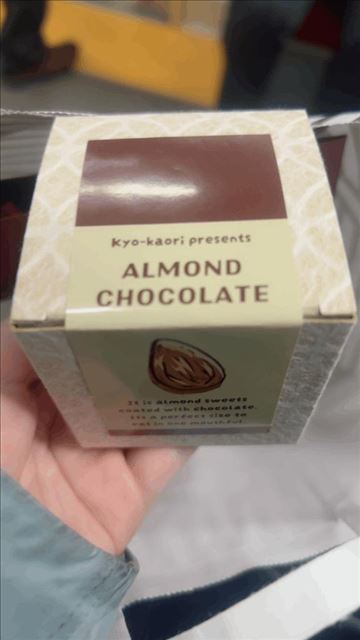 Kyo-kaori presents
ALMOND
CHOCOLATE
It is almond sweets
coated with chocolate.
It's a perfect size to
eat in one mouthful.